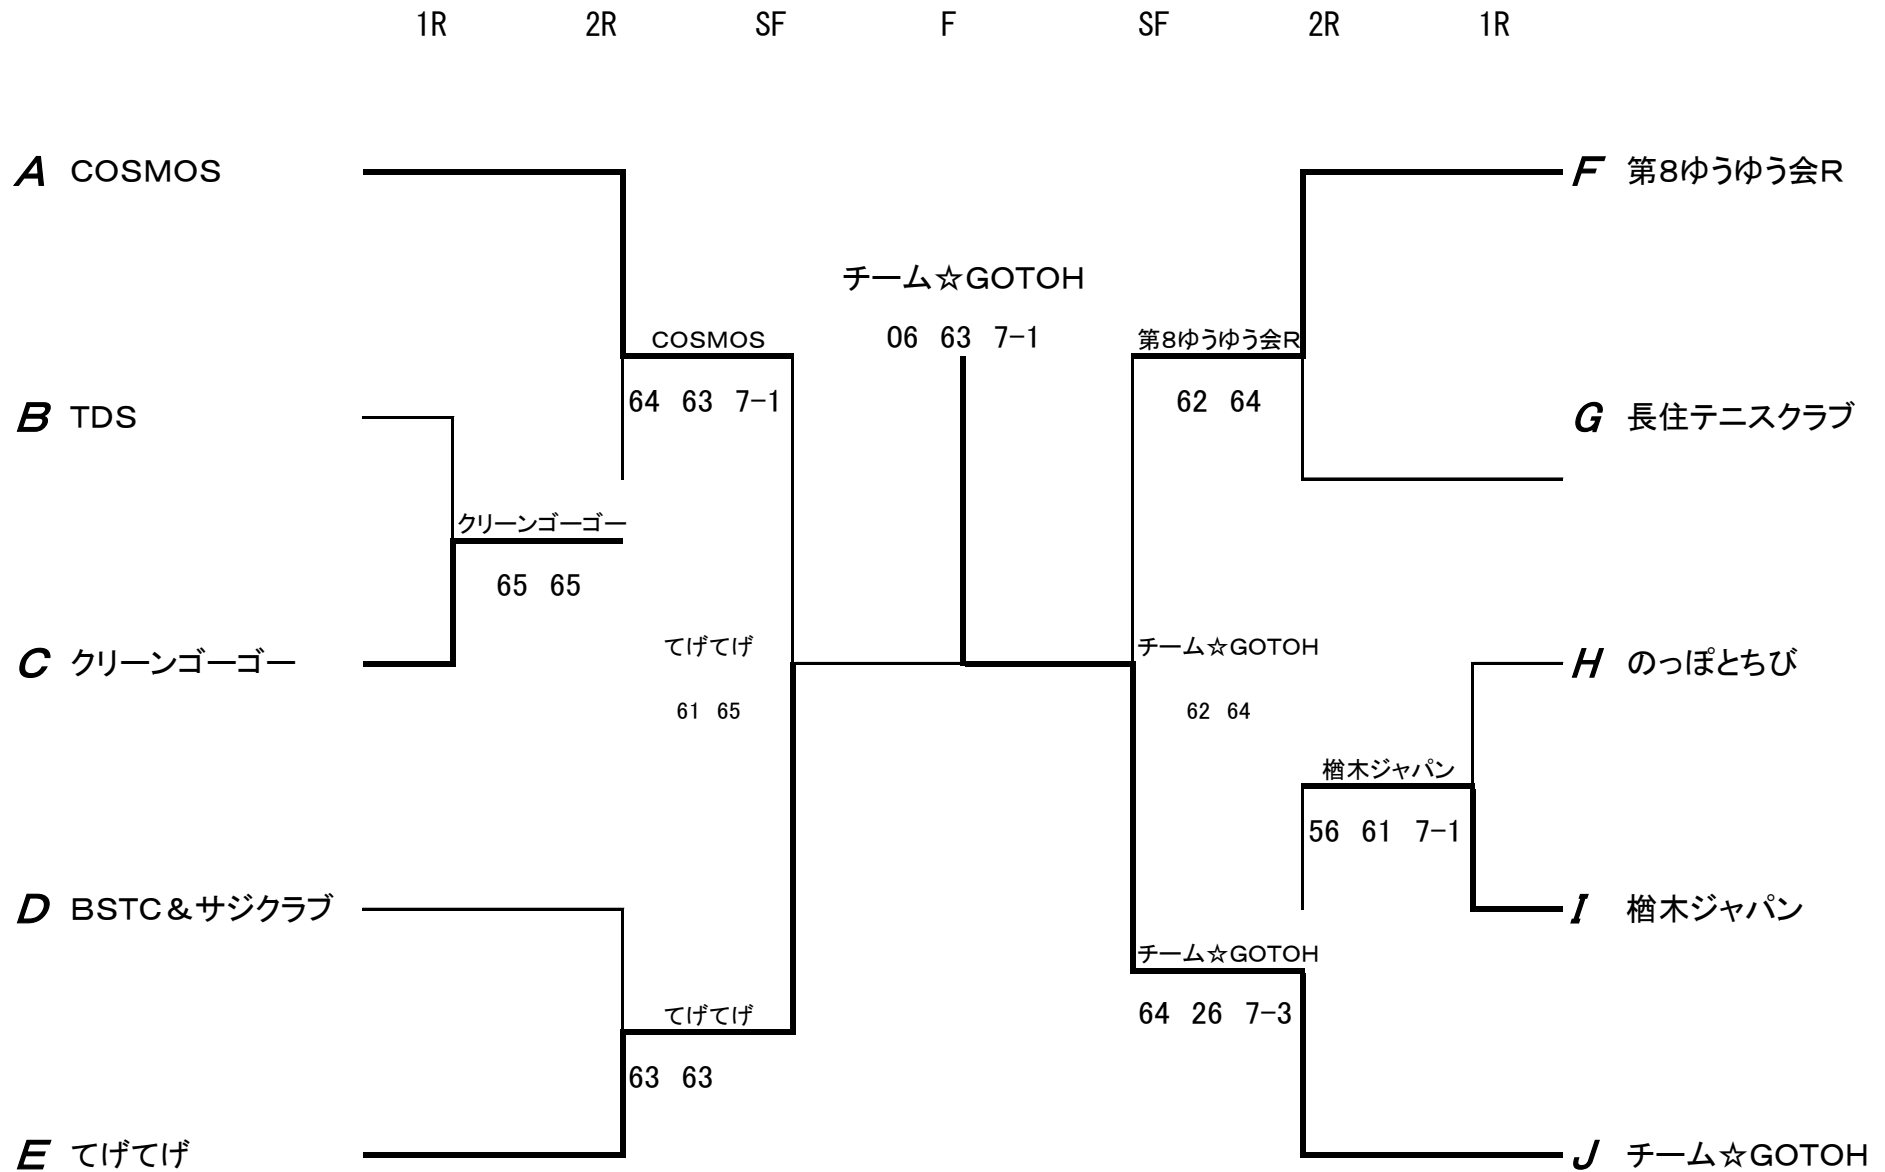 1R 2R SF F SF 2R 1R
A COSMOS
F 第8ゆうゆう会R
チーム☆GOTOH
COSMOS
06 63 7-1
第8ゆうゆう会R
64 63 7-1
62 64
B TDS
G 長住テニスクラブ
クリーンゴーゴー
65 65
てげてげ
チーム☆GOTOH
C クリーンゴーゴー
H のっぽとちび
61 65
62 64
楢木ジャパン
56 61 7-1
D BSTC＆サジクラブ
I 楢木ジャパン
チーム☆GOTOH
64 26 7-3
てげてげ
63 63
E てげてげ
J チーム☆GOTOH